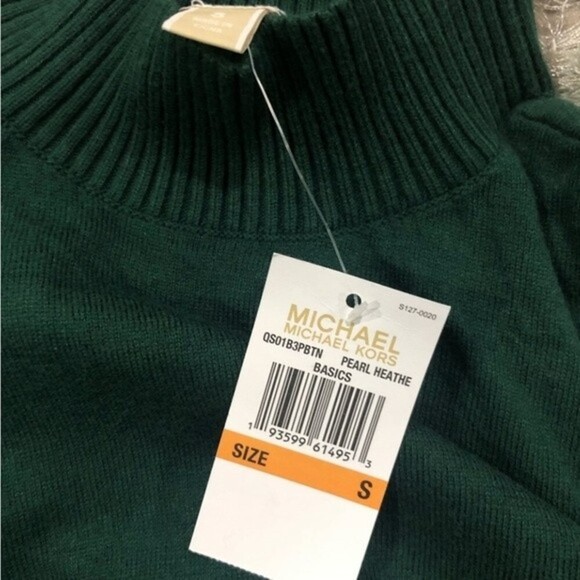 S127-0020
MICHAEL
MICHAEL KORS
QS01B3PBTN PEARL HEATHE
BASICS
1 93599 61495 3
SIZE S